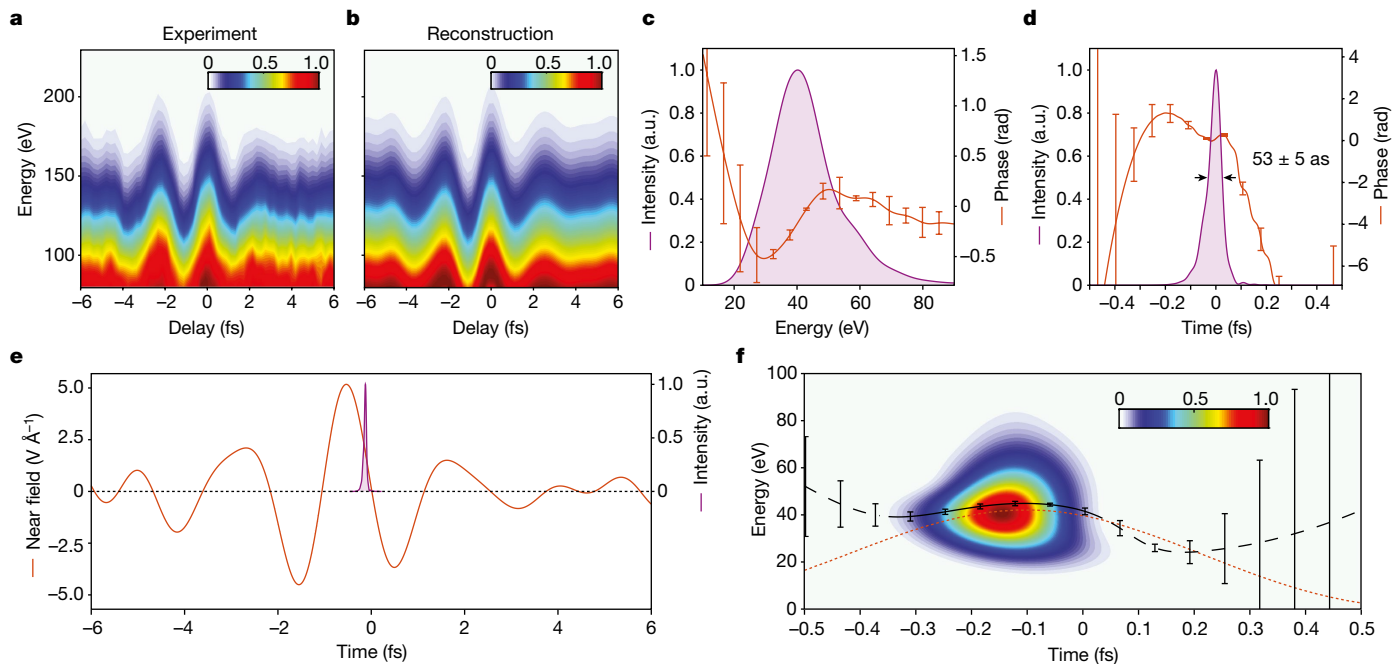 a
Experiment
0 0.5 1.0
200
150
100
Energy (eV)
−6 −4 −2 0 2 4 6
Delay (fs)
b
Reconstruction
0 0.5 1.0
−6 −4 −2 0 2 4 6
Delay (fs)
c
1.0
0.8
0.6
0.4
0.2
0
Intensity (a.u.)
1.5
1.0
0.5
0
−0.5
Phase (rad)
20 40 60 80
Energy (eV)
d
1.0
0.8
0.6
0.4
0.2
0
Intensity (a.u.)
53 ± 5 as
4
2
0
−2
−4
−6
Phase (rad)
−0.4 −0.2 0 0.2 0.4
Time (fs)
e
5.0
2.5
0
−2.5
−5.0
Near field (V Å−1)
1.0
0.5
0
Intensity (a.u.)
−6 −4 −2 0 2 4 6
Time (fs)
f
100
80
60
40
20
0
Energy (eV)
0 0.5 1.0
−0.5 −0.4 −0.3 −0.2 −0.1 0 0.1 0.2 0.3 0.4 0.5
Time (fs)